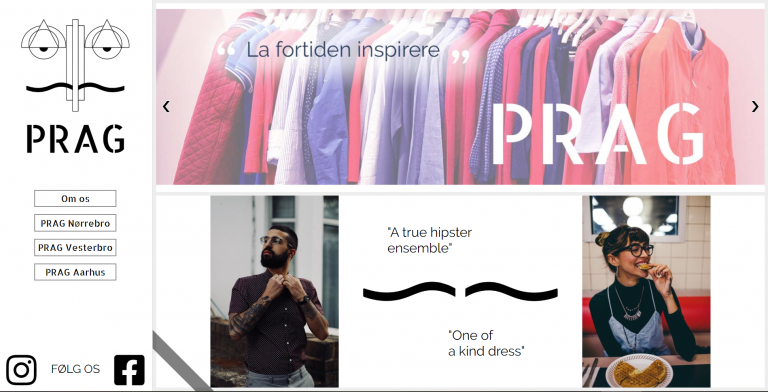 PRAG
Om os
PRAG Nørrebro
PRAG Vesterbro
PRAG Aarhus
FØLG OS
“ La fortiden inspirere ”
PRAG
"A true hipster
ensemble"
"One of
a kind dress"